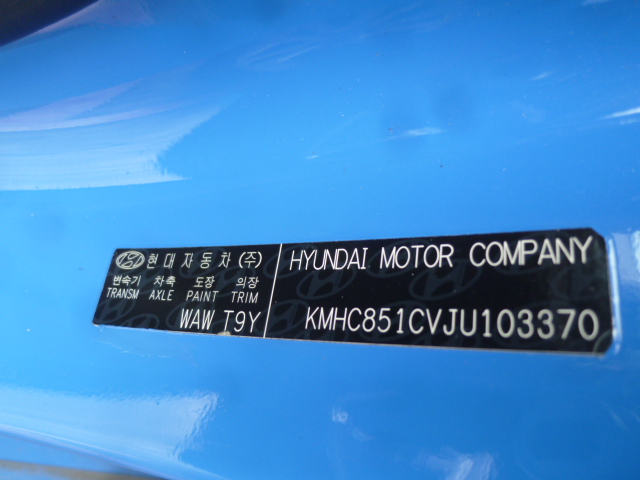 현대자동차 (주)
변속기 차축 도장 의장
TRANSM AXLE PAINT TRIM
WAW T9Y
HYUNDAI MOTOR COMPANY
KMHC851CVJU103370